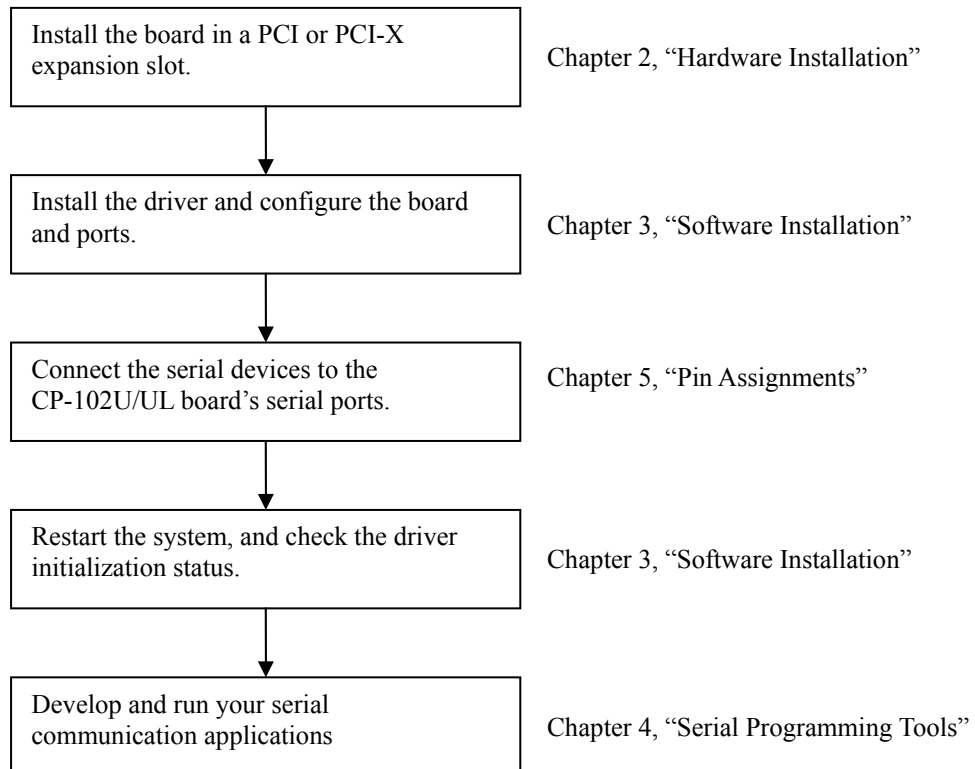 Install the board in a PCI or PCI-X
expansion slot.
Chapter 2, “Hardware Installation”
Install the driver and configure the board
and ports.
Chapter 3, “Software Installation”
Connect the serial devices to the
CP-102U/UL board’s serial ports.
Chapter 5, “Pin Assignments”
Restart the system, and check the driver
initialization status.
Chapter 3, “Software Installation”
Develop and run your serial
communication applications
Chapter 4, “Serial Programming Tools”